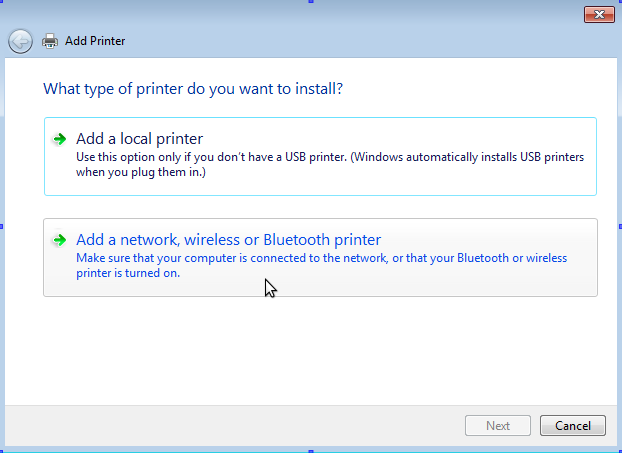 Add Printer
What type of printer do you want to install?
Add a local printer
Use this option only if you don't have a USB printer. (Windows automatically installs USB printers
when you plug them in.)
Add a network, wireless or Bluetooth printer
Make sure that your computer is connected to the network, or that your Bluetooth or wireless
printer is turned on.
Next
Cancel